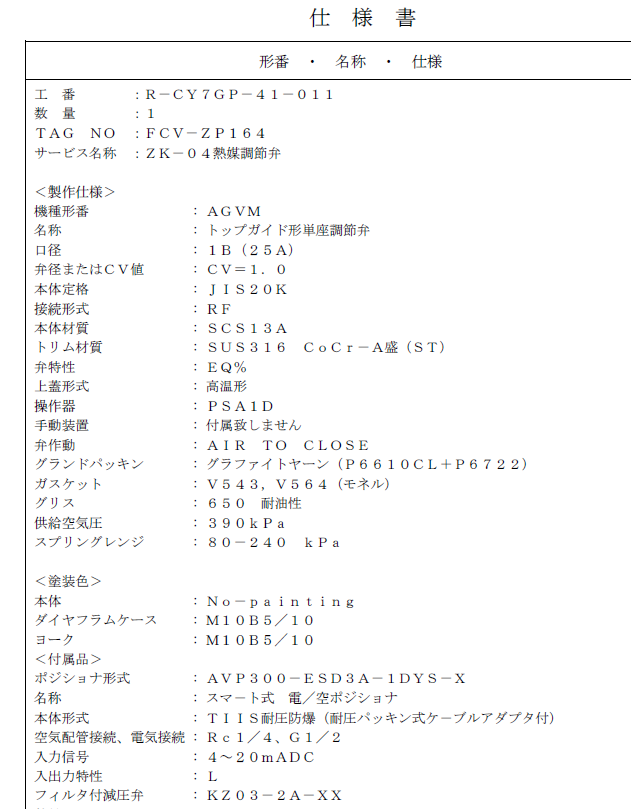 仕　様　書
形番　・　名称　・　仕様
工　番　　　　：Ｒ－ＣＹ７ＧＰ－４１－０１１
数　量　　　　：１
ＴＡＧ　ＮＯ　：ＦＣＶ－ＺＰ１６４
サービス名称　：ＺＫ－０４熱媒調節弁
＜製作仕様＞
機種形番　：　ＡＧＶＭ
名称　：　トップガイド形単座調節弁
口径　：　１Ｂ（２５Ａ）
弁径またはＣＶ値　：　ＣＶ＝１．０
本体定格　：　ＪＩＳ２０Ｋ
接続形式　：　ＲＦ
本体材質　：　ＳＣＳ１３Ａ
トリム材質　：　ＳＵＳ３１６　ＣｏＣｒ－Ａ盛（ＳＴ）
弁特性　：　ＥＱ％
上蓋形式　：　高温形
操作器　：　ＰＳＡ１Ｄ
手動装置　：　付属致しません
弁作動　：　ＡＩＲ　ＴＯ　ＣＬＯＳＥ
グランドパッキン　：　グラファイトヤーン（Ｐ６６１０ＣＬ＋Ｐ６７２２）
ガスケット　：　Ｖ５４３，Ｖ５６４（モネル）
グリス　：　６５０　耐油性
供給空気圧　：　３９０ｋＰａ
スプリングレンジ　：　８０－２４０　ｋＰａ
＜塗装色＞
本体　：　Ｎｏ－ｐａｉｎｔｉｎｇ
ダイヤフラムケース　：　Ｍ１０Ｂ５／１０
ヨーク　：　Ｍ１０Ｂ５／１０
＜付属品＞
ポジショナ形式　：　ＡＶＰ３００－ＥＳＤ３Ａ－１ＤＹＳ－Ｘ
名称　：　スマート式　電／空ポジショナ
本体形式　：　ＴＩＩＳ耐圧防爆（耐圧パッキン式ケーブルアダプタ付）
空気配管接続、電気接続　：　Ｒｃ１／４、Ｇ１／２
入力信号　：　４～２０ｍＡＤＣ
入出力特性　：　Ｌ
フィルタ付減圧弁　：　ＫＺ０３－２Ａ－ＸＸ